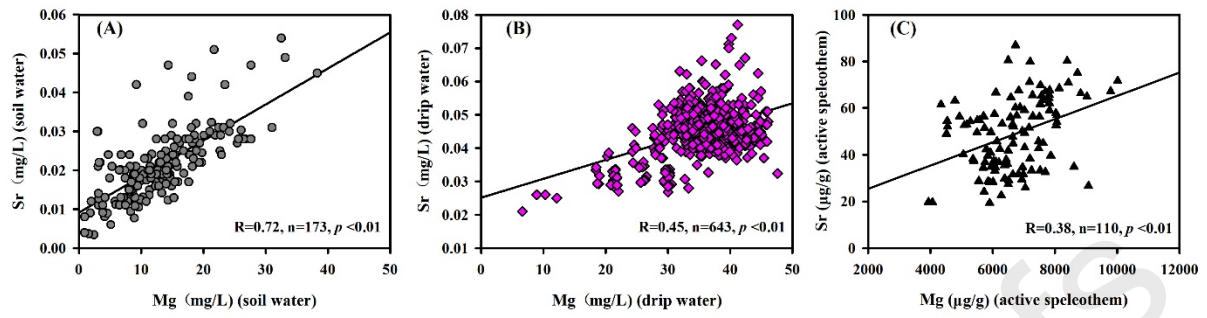 (A)
0.06
0.05
0.04
0.03
0.02
0.01
0.00
Sr （mg/L) (soil water)
R=0.72, n=173, p <0.01
0 10 20 30 40 50
Mg （mg/L) (soil water)
(B)
0.08
0.07
0.06
0.05
0.04
0.03
0.02
0.01
Sr （mg/L) (drip water)
R=0.45, n=643, p <0.01
0 10 20 30 40 50
Mg （mg/L) (drip water)
(C)
100
80
60
40
20
0
Sr (µg/g) (active speleothem)
R=0.38, n=110, p <0.01
2000 4000 6000 8000 10000 12000
Mg (µg/g) (active speleothem)